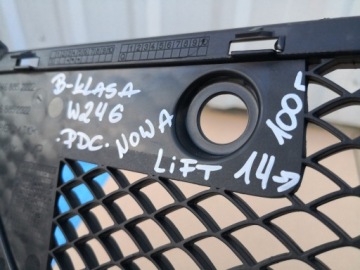 B-KLASA
W246
.PDC. NOWA
LiFT 14→
100